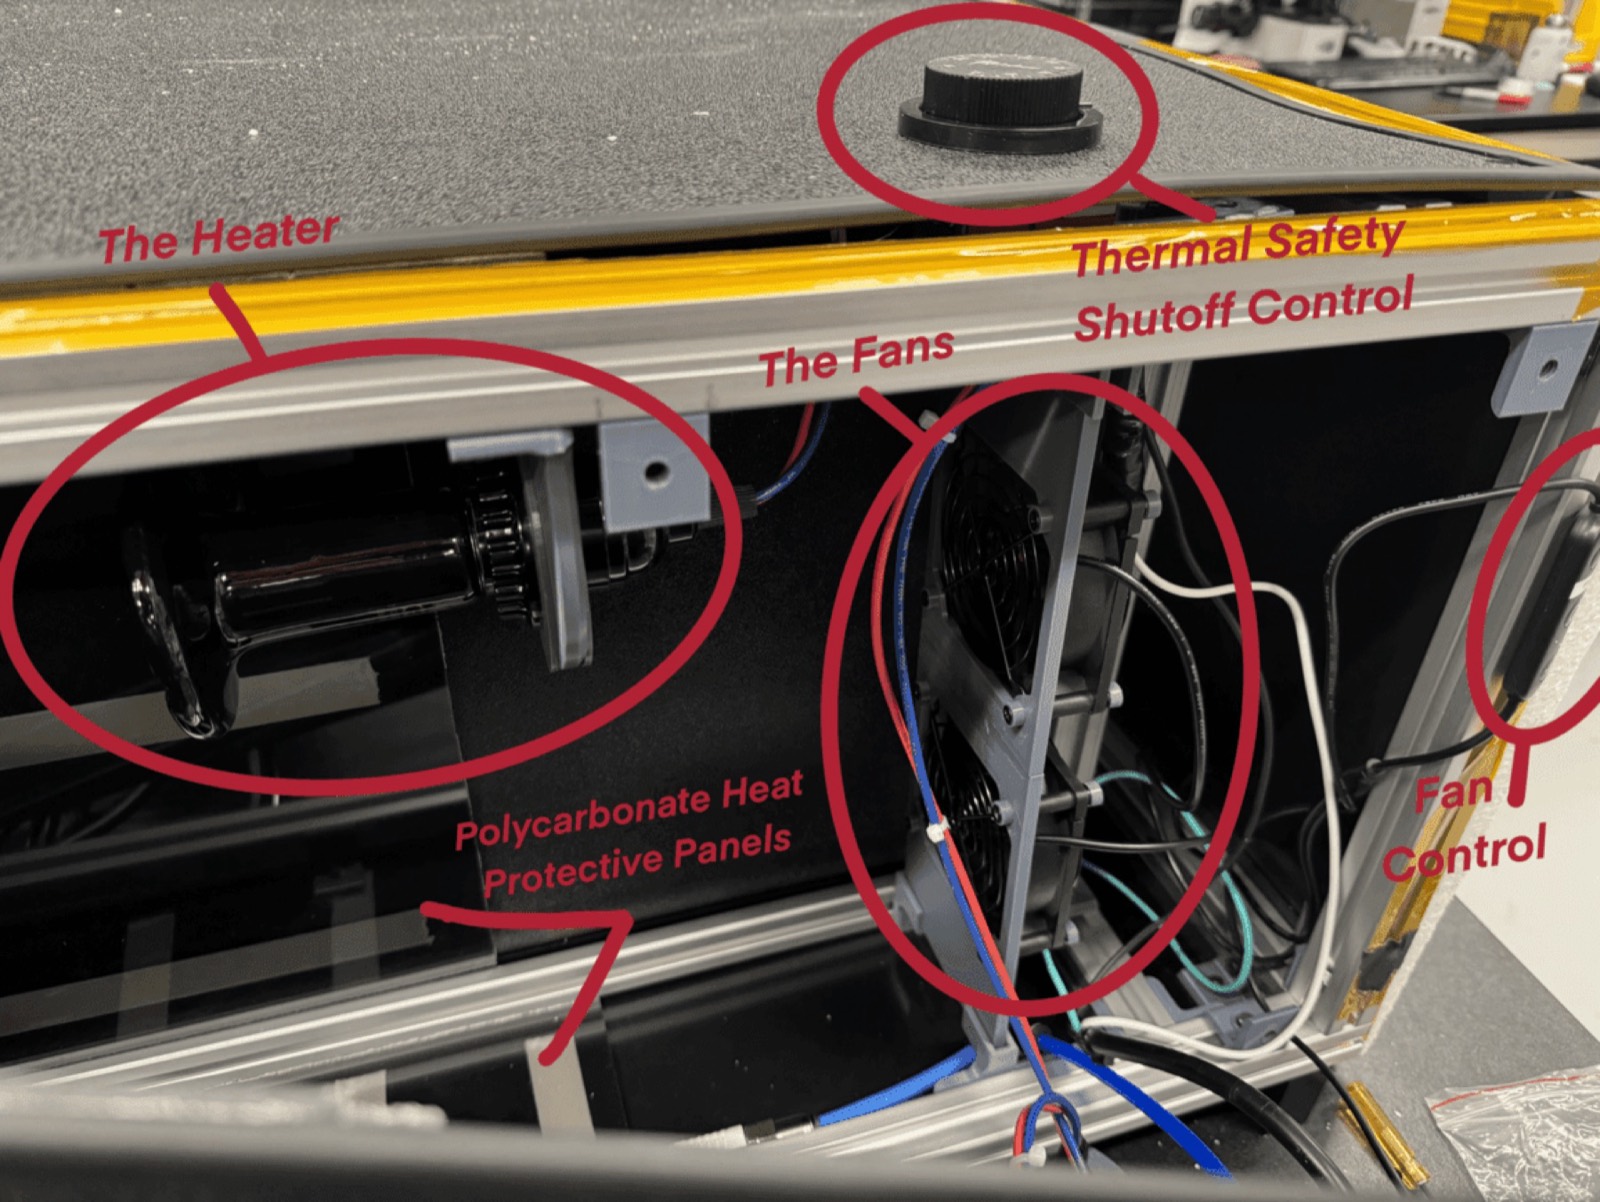 The Heater
Thermal Safety
Shutoff Control
The Fans
Polycarbonate Heat
Protective Panels
Fan
Control